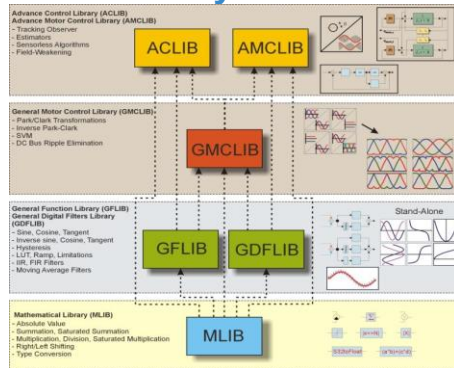 Advance Control Library (ACLIB)
Advance Motor Control Library (AMCLIB)
- Tracking Observer
- Estimators
- Sensorless Algorithms
- Field-Weakening
ACLIB
AMCLIB
General Motor Control Library (GMCLIB)
- Park/Clark Transformations
- Inverse Park-Clark
- SVM
- DC Bus Ripple Elimination
GMCLIB
General Function Library (GFLIB)
General Digital Filters Library
(GDFLIB)
- Sine, Cosine, Tangent
- Inverse sine, Cosine, Tangent
- Hysteresis
- LUT, Ramp, Limitations
- IIR, FIR Filters
- Moving Average Filters
GFLIB
GDFLIB
Stand-Alone
Mathematical Library (MLIB)
- Absolute Value
- Summation, Saturated Summation
- Multiplication, Division, Saturated Multiplication
- Right/Left Shifting
- Type Conversion
MLIB